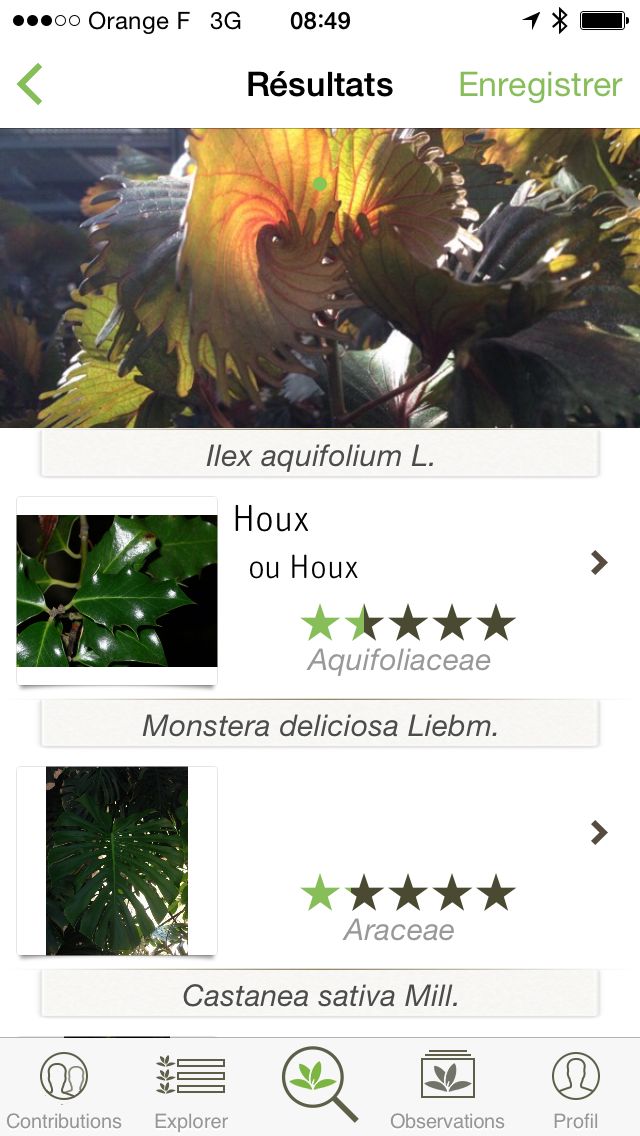 Orange F 3G 08:49
Résultats Enregistrer
Ilex aquifolium L.
Houx
ou Houx
Aquifoliaceae
Monstera deliciosa Liebm.
Araceae
Castanea sativa Mill.
Contributions Explorer Observations Profil